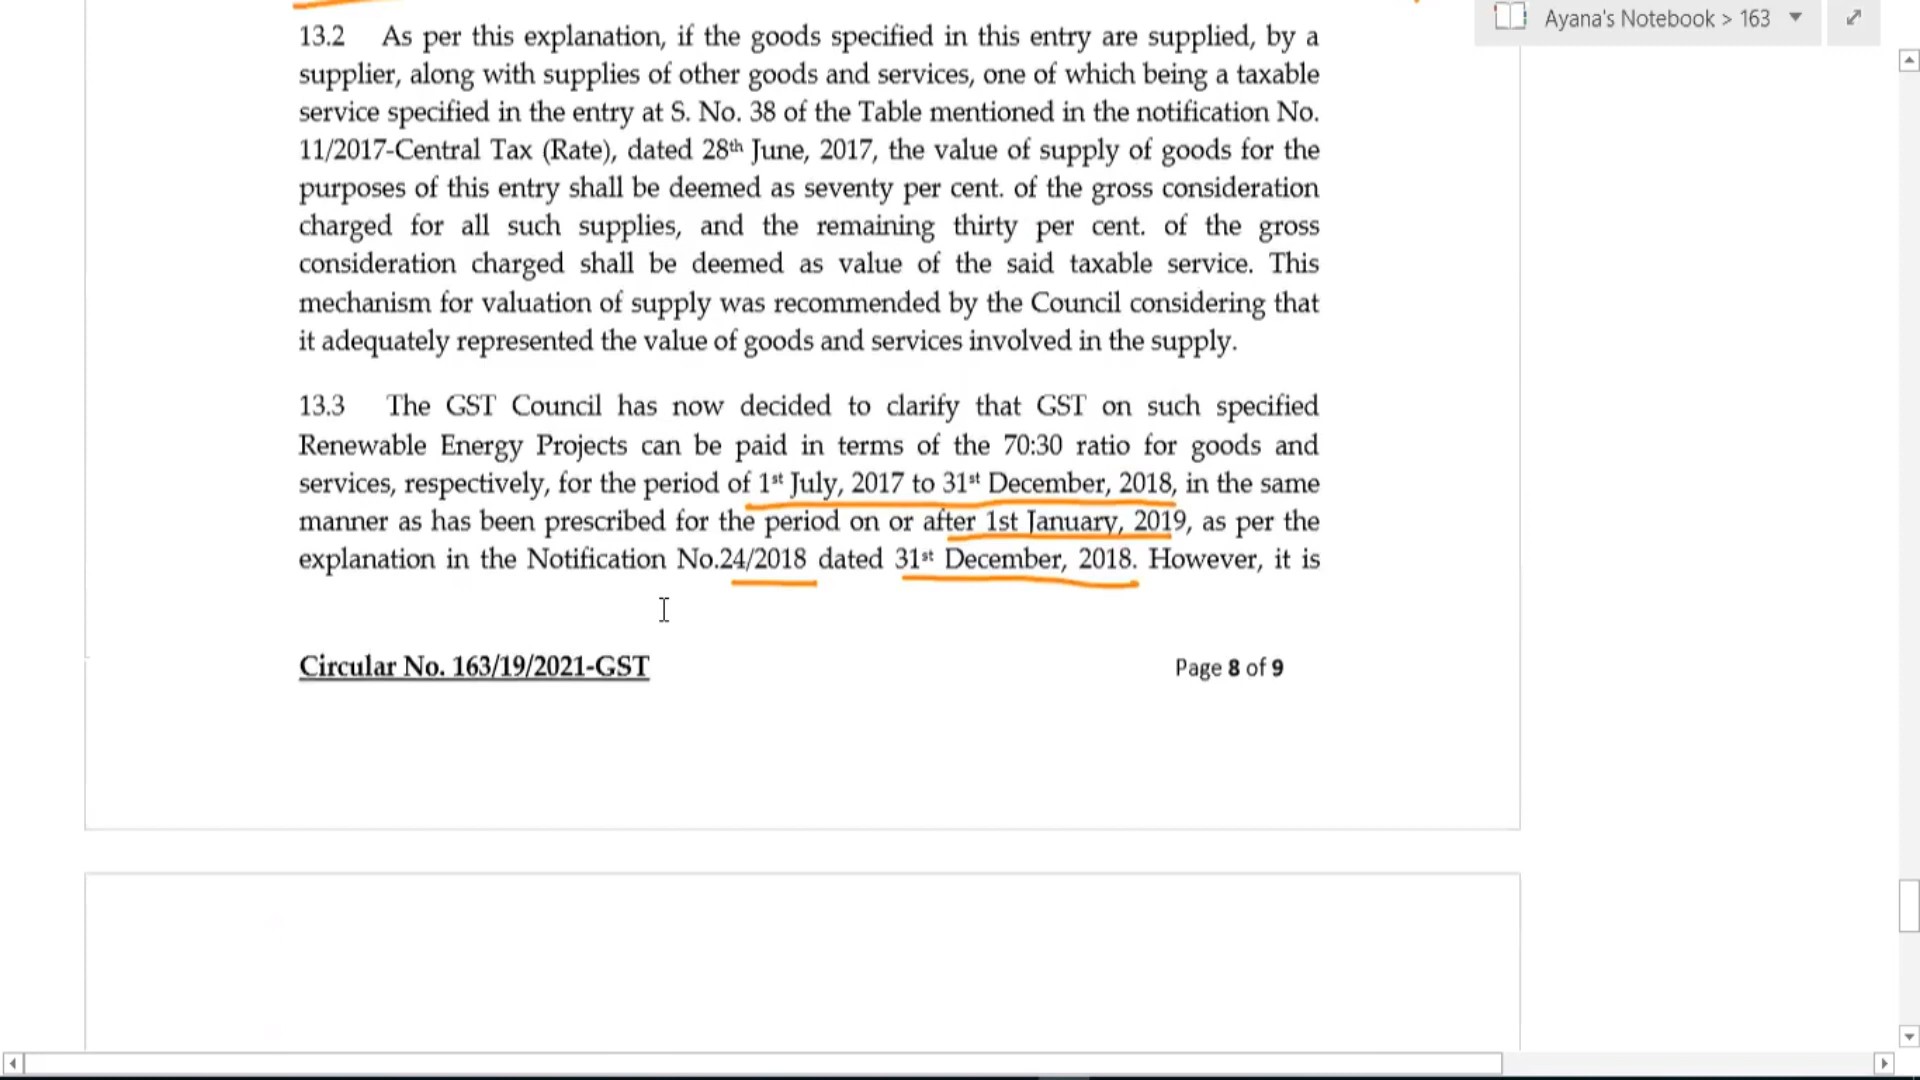 Ayana's Notebook > 163
13.2 As per this explanation, if the goods specified in this entry are supplied, by a
supplier, along with supplies of other goods and services, one of which being a taxable
service specified in the entry at S. No. 38 of the Table mentioned in the notification No.
11/2017-Central Tax (Rate), dated 28th June, 2017, the value of supply of goods for the
purposes of this entry shall be deemed as seventy per cent. of the gross consideration
charged for all such supplies, and the remaining thirty per cent. of the gross
consideration charged shall be deemed as value of the said taxable service. This
mechanism for valuation of supply was recommended by the Council considering that
it adequately represented the value of goods and services involved in the supply.
13.3 The GST Council has now decided to clarify that GST on such specified
Renewable Energy Projects can be paid in terms of the 70:30 ratio for goods and
services, respectively, for the period of 1st July, 2017 to 31st December, 2018, in the same
manner as has been prescribed for the period on or after 1st January, 2019, as per the
explanation in the Notification No.24/2018 dated 31st December, 2018. However, it is
Circular No. 163/19/2021-GST Page 8 of 9